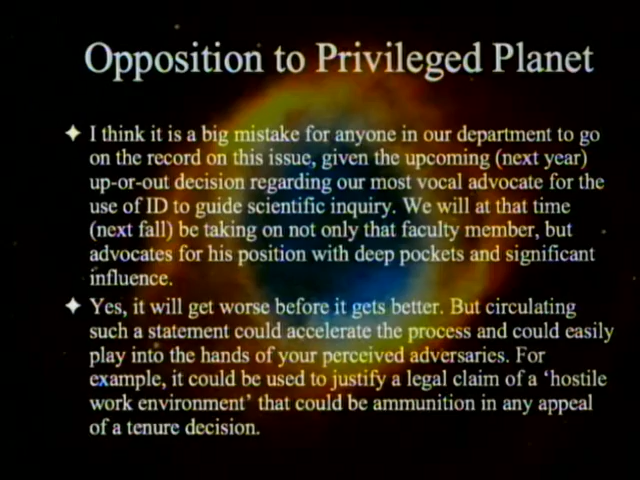 Opposition to Privileged Planet
✦ I think it is a big mistake for anyone in our department to go
on the record on this issue, given the upcoming (next year)
up-or-out decision regarding our most vocal advocate for the
use of ID to guide scientific inquiry. We will at that time
(next fall) be taking on not only that faculty member, but
advocates for his position with deep pockets and significant
influence.
✦ Yes, it will get worse before it gets better. But circulating
such a statement could accelerate the process and could easily
play into the hands of your perceived adversaries. For
example, it could be used to justify a legal claim of a ‘hostile
work environment’ that could be ammunition in any appeal
of a tenure decision.